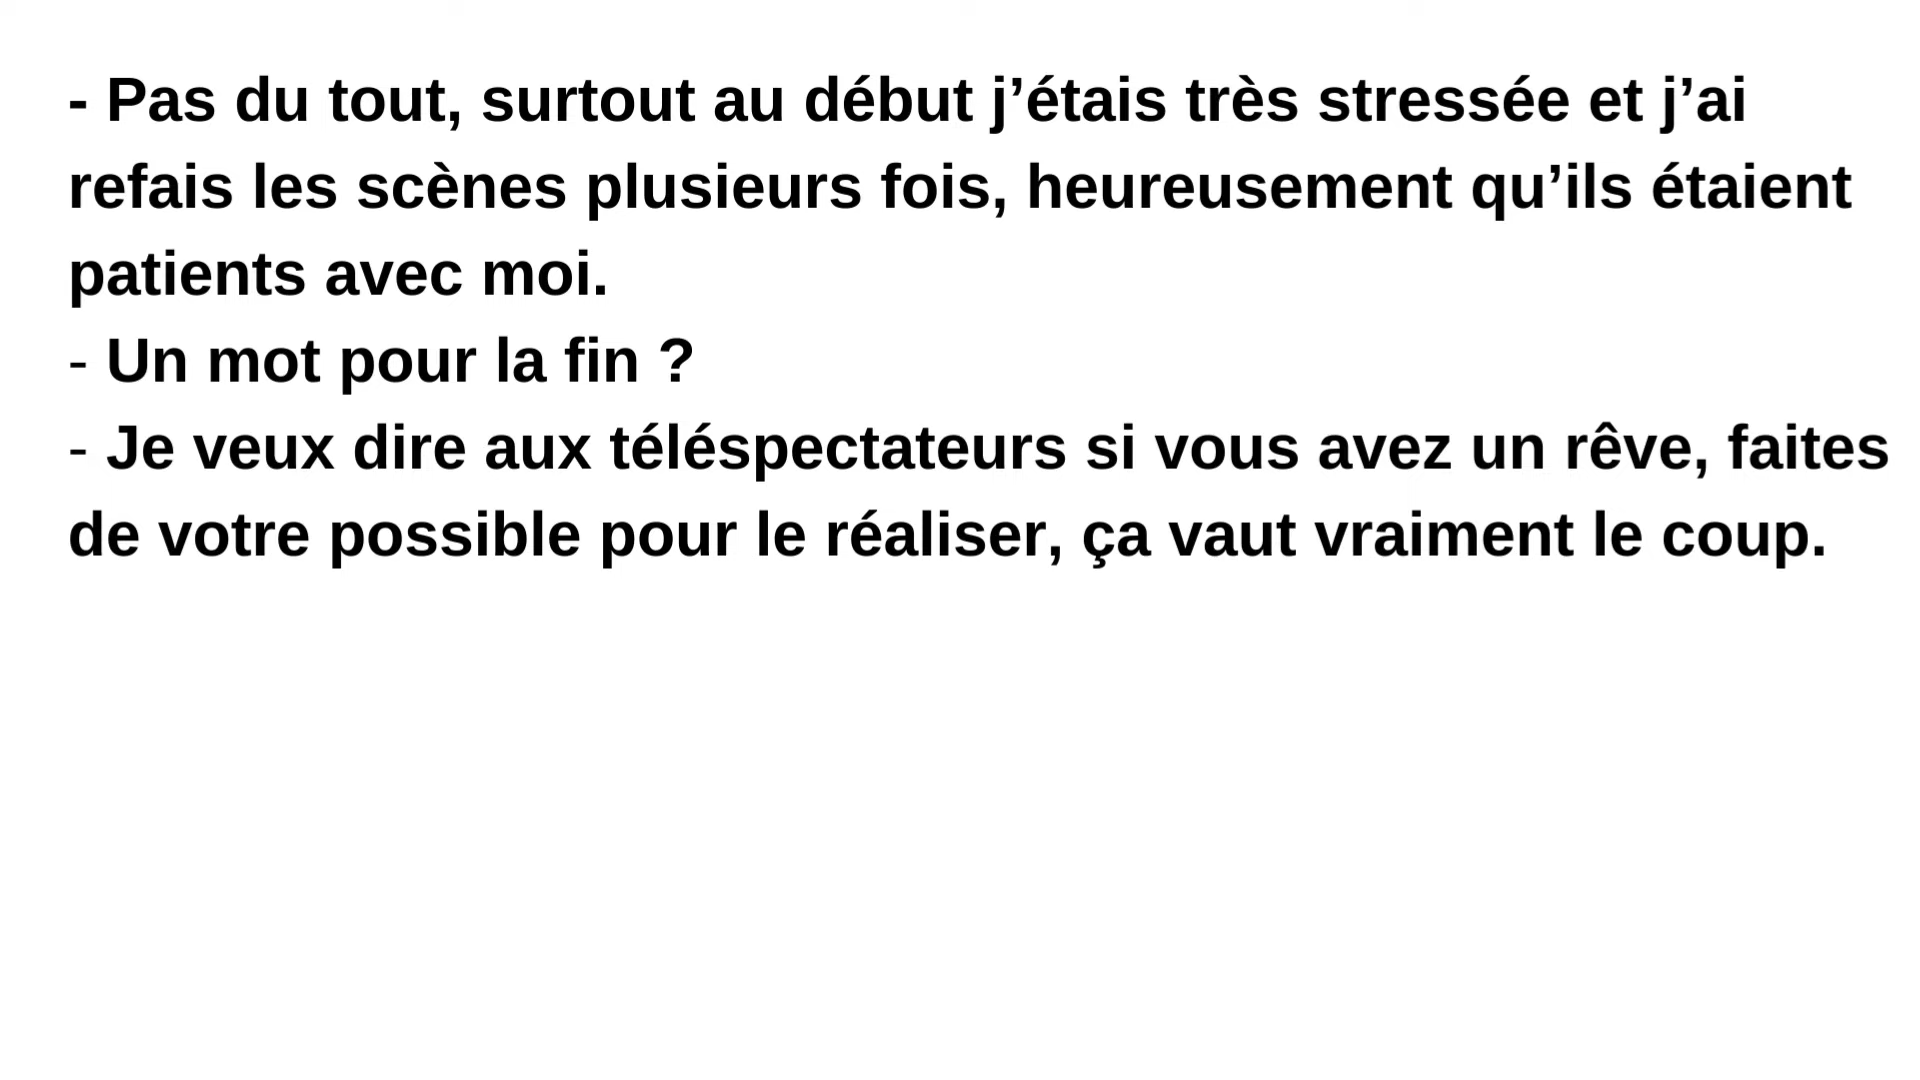 - Pas du tout, surtout au début j’étais très stressée et j’ai
refais les scènes plusieurs fois, heureusement qu’ils étaient
patients avec moi.
- Un mot pour la fin ?
- Je veux dire aux téléspectateurs si vous avez un rêve, faites
de votre possible pour le réaliser, ça vaut vraiment le coup.